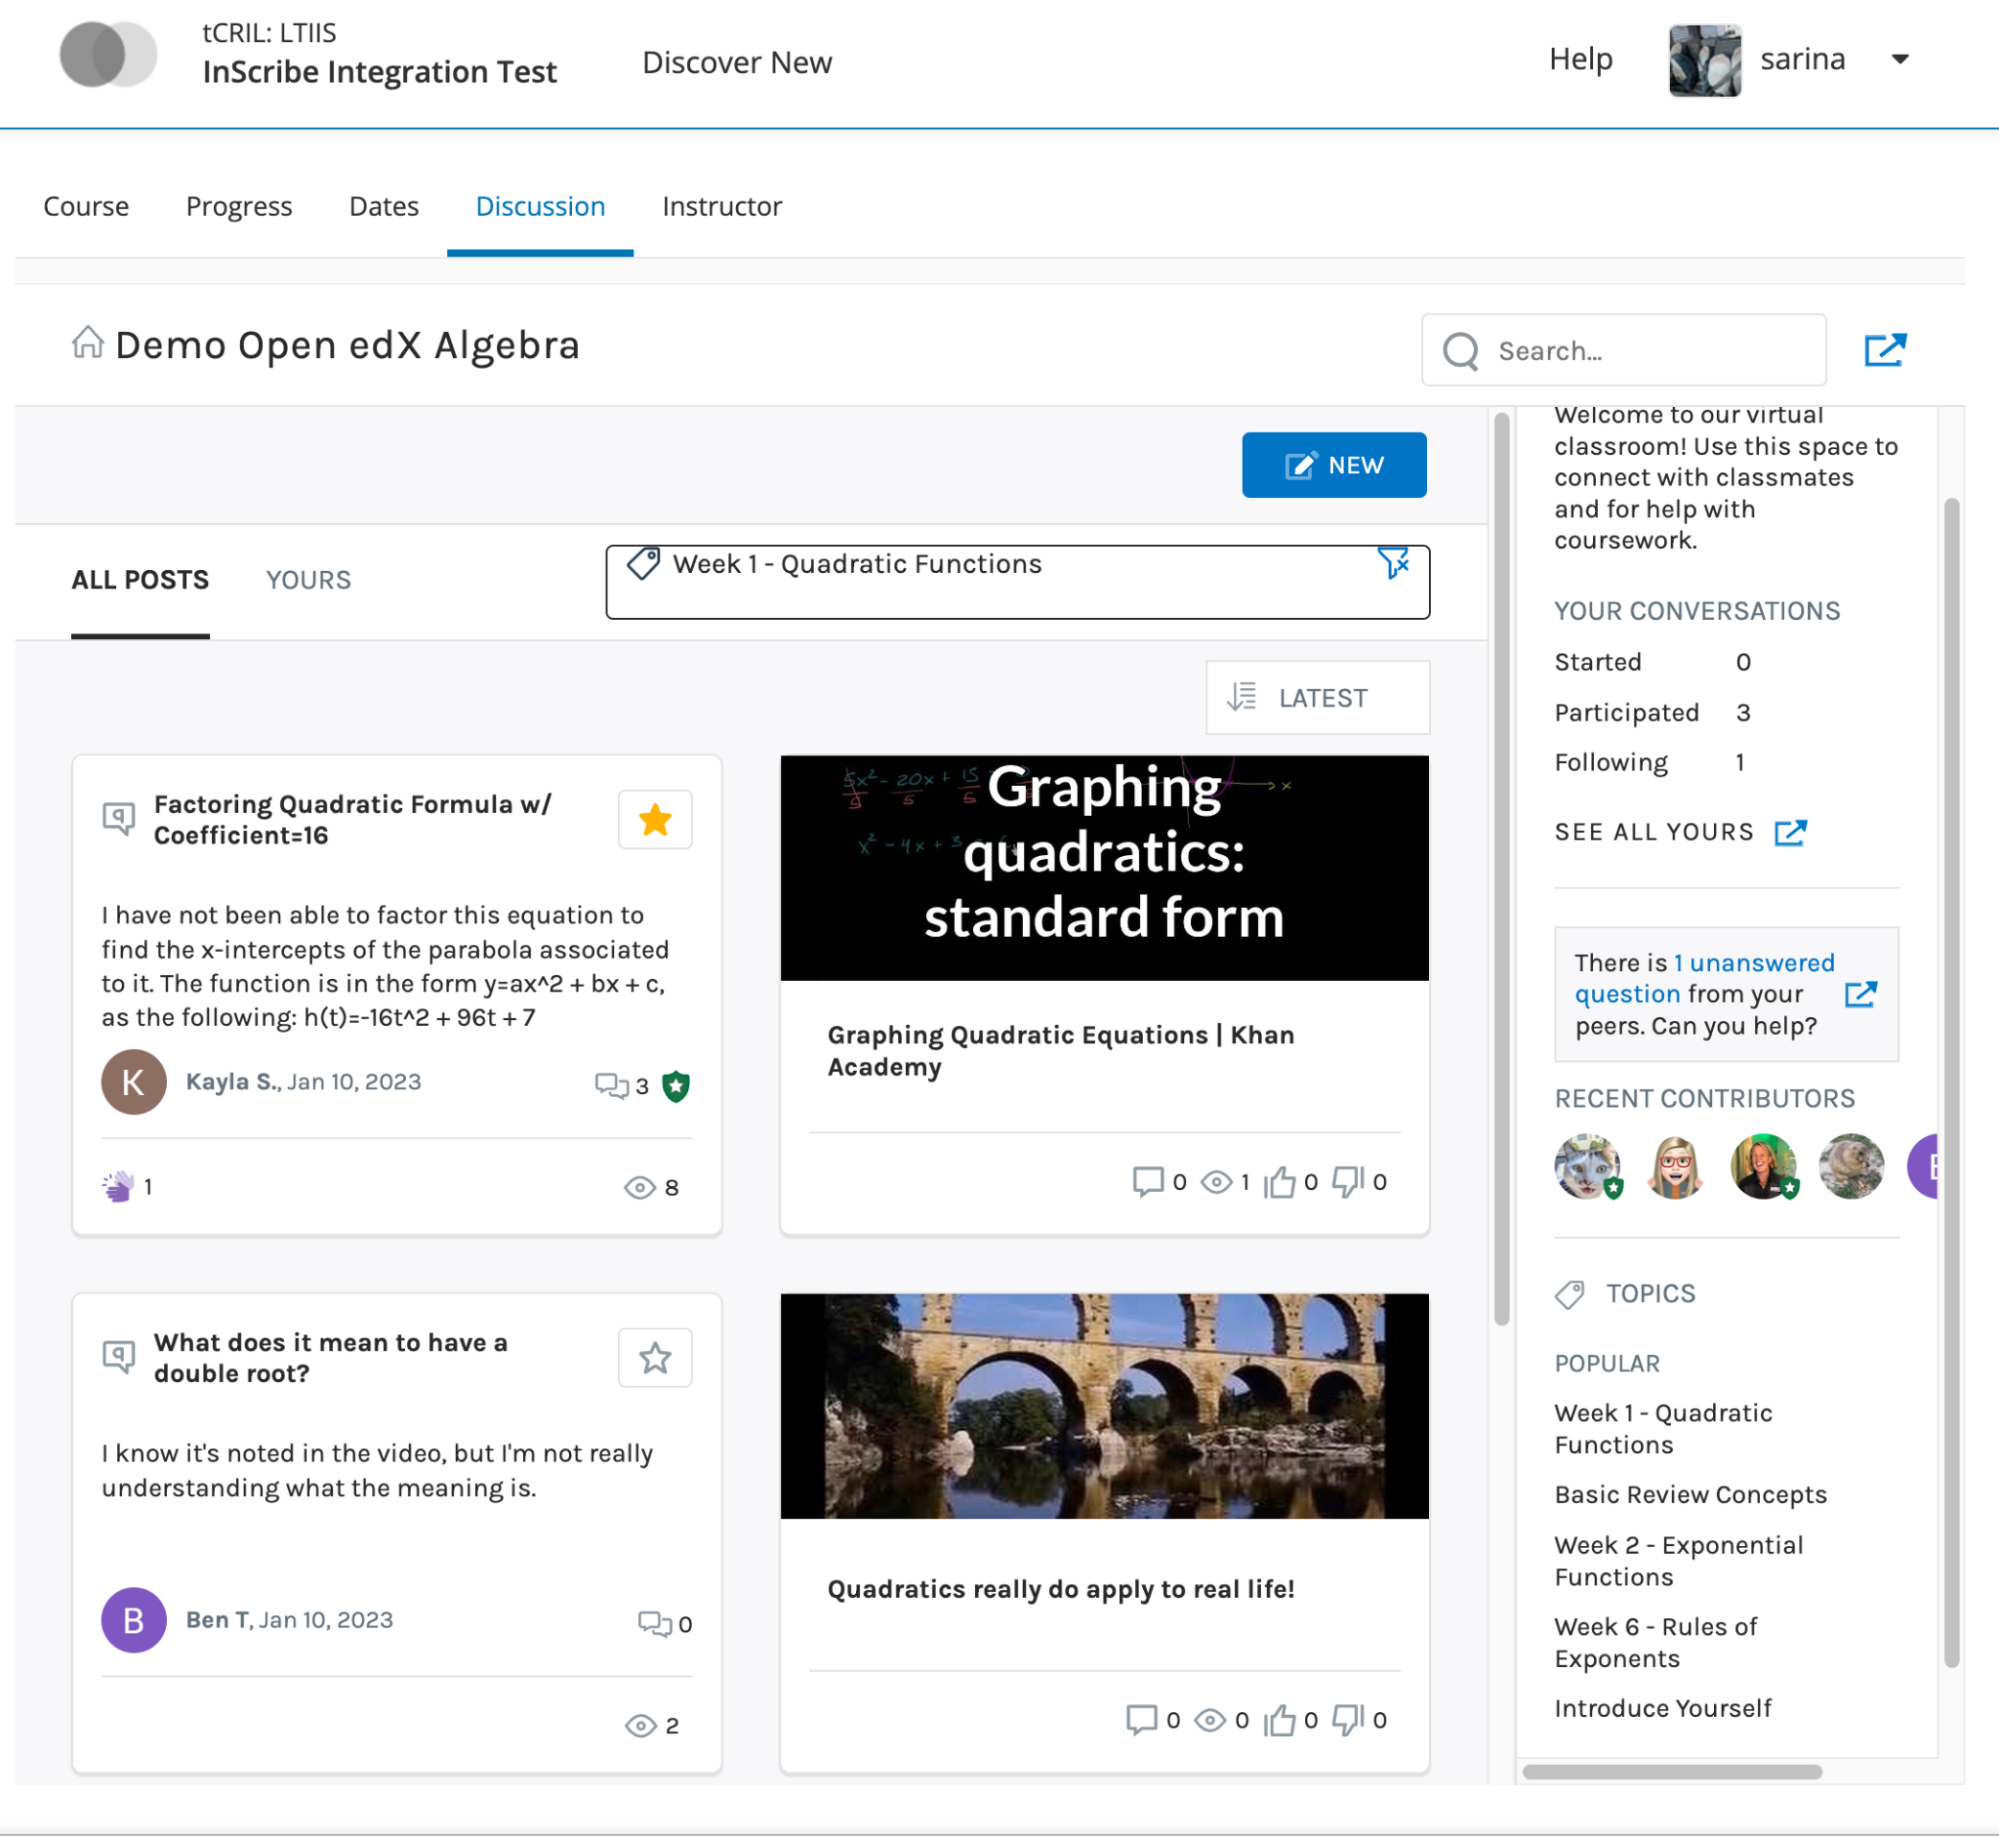 tCRIL: LTIIS
InScribe Integration Test
Discover New
Help
sarina
Course
Progress
Dates
Discussion
Instructor
Demo Open edX Algebra
Search...
NEW
ALL POSTS
YOURS
Week 1 - Quadratic Functions
LATEST
Factoring Quadratic Formula w/
Coefficient=16
I have not been able to factor this equation to
find the x-intercepts of the parabola associated
to it. The function is in the form y=ax^2 + bx + c,
as the following: h(t)=-16t^2 + 96t + 7
K
Kayla S., Jan 10, 2023
3
1
8
Graphing
quadratics:
standard form
Graphing Quadratic Equations | Khan
Academy
0
1
0
0
What does it mean to have a
double root?
I know it's noted in the video, but I'm not really
understanding what the meaning is.
B
Ben T, Jan 10, 2023
0
2
Quadratics really do apply to real life!
0
0
0
0
Welcome to our virtual
classroom! Use this space to
connect with classmates
and for help with
coursework.
YOUR CONVERSATIONS
Started 0
Participated 3
Following 1
SEE ALL YOURS
There is 1 unanswered
question from your
peers. Can you help?
RECENT CONTRIBUTORS
TOPICS
POPULAR
Week 1 - Quadratic
Functions
Basic Review Concepts
Week 2 - Exponential
Functions
Week 6 - Rules of
Exponents
Introduce Yourself